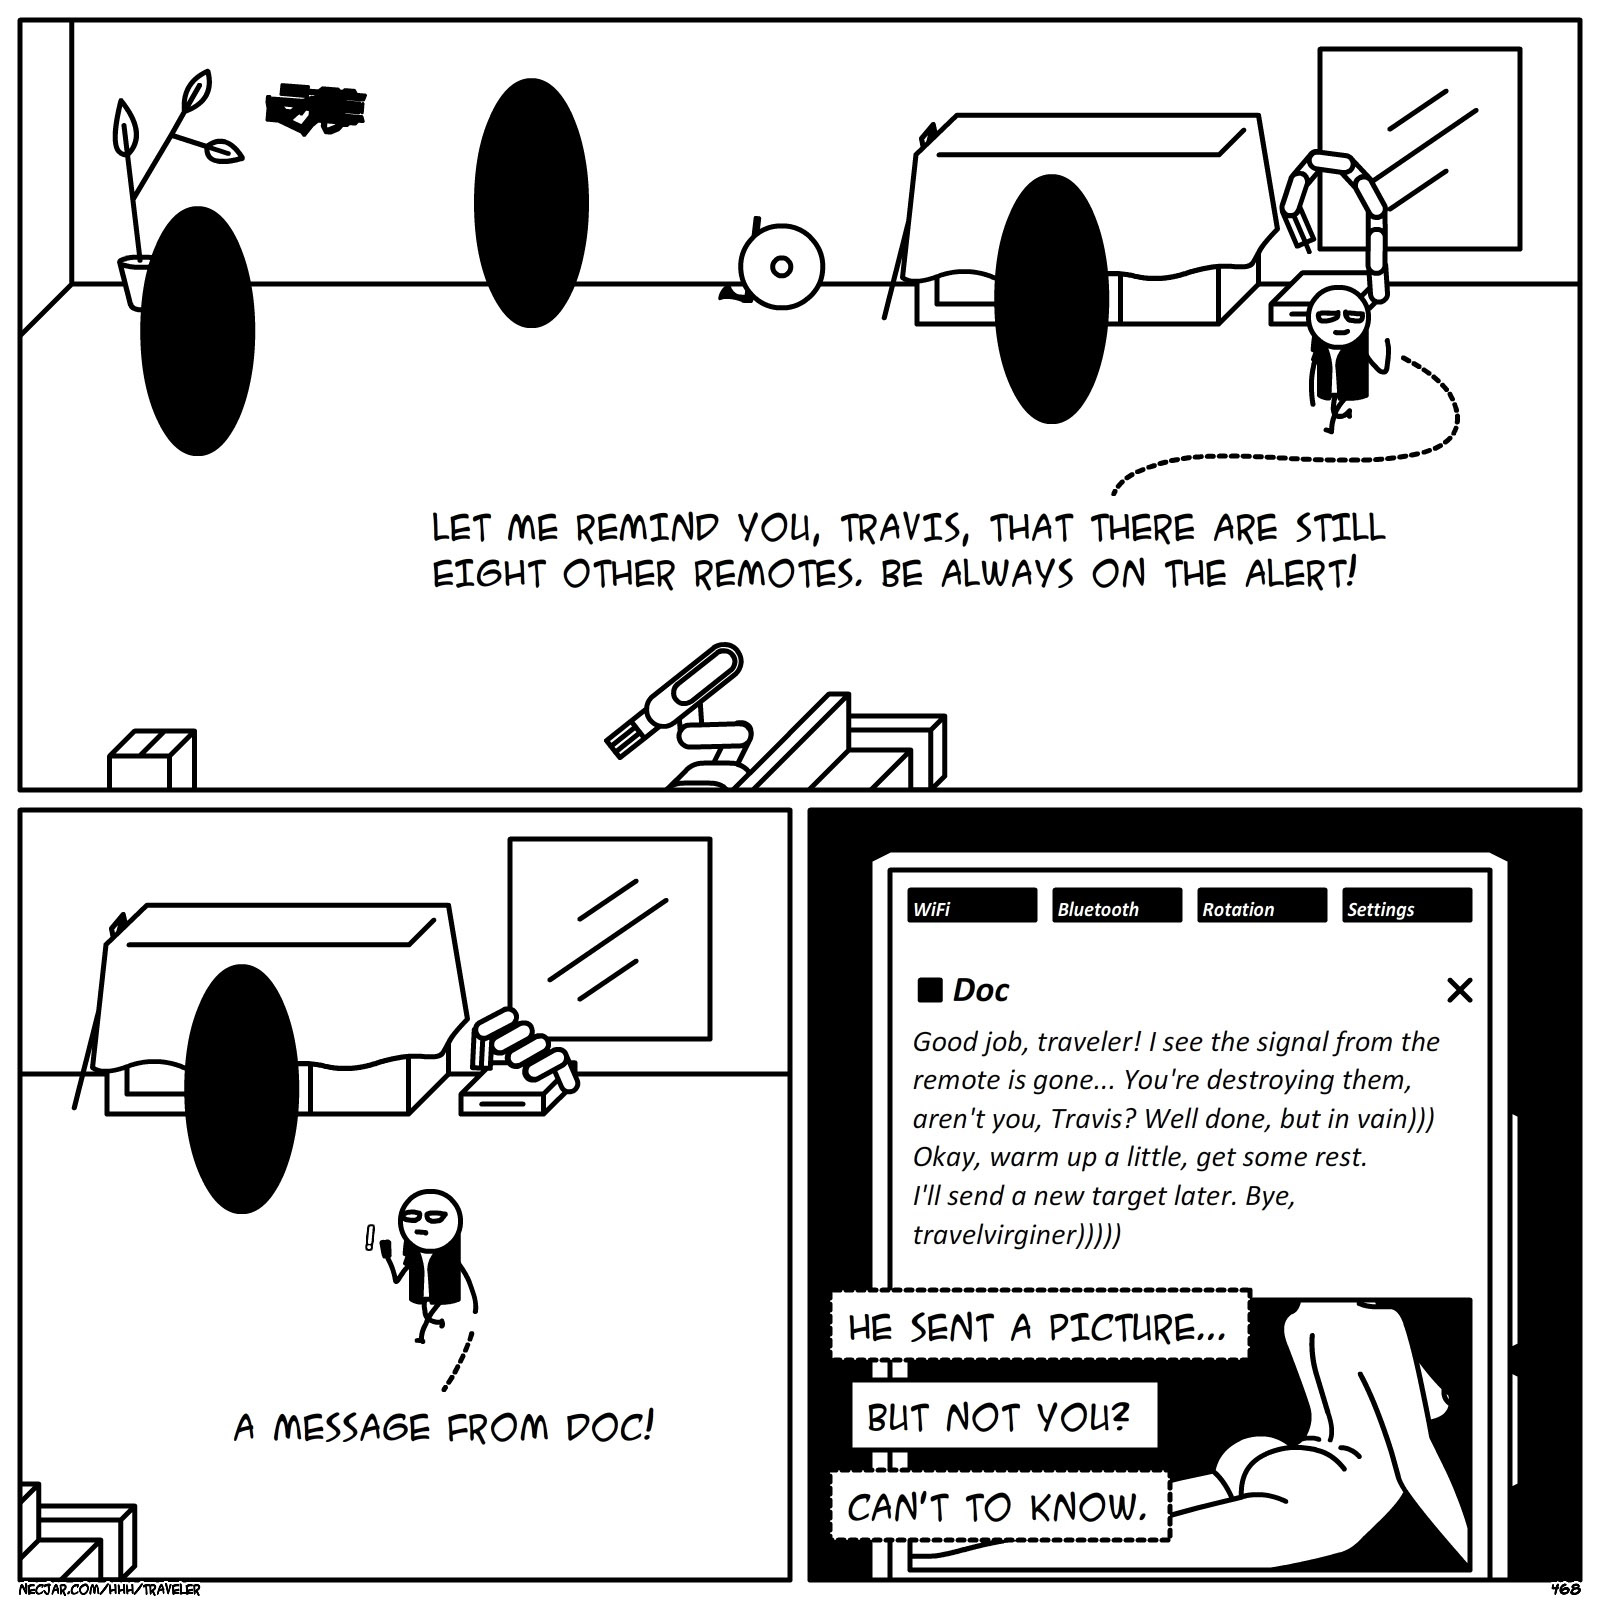 LET ME REMIND YOU, TRAVIS, THAT THERE ARE STILL
EIGHT OTHER REMOTES. BE ALWAYS ON THE ALERT!
A MESSAGE FROM DOC!
WiFi
Bluetooth
Rotation
Settings
Doc
Good job, traveler! I see the signal from the
remote is gone... You're destroying them,
aren't you, Travis? Well done, but in vain)))
Okay, warm up a little, get some rest.
I'll send a new target later. Bye,
travelvirginer)))))
HE SENT A PICTURE...
BUT NOT YOU?
CAN'T TO KNOW.
NECJAR.COM/HHH/TRAVELER
468